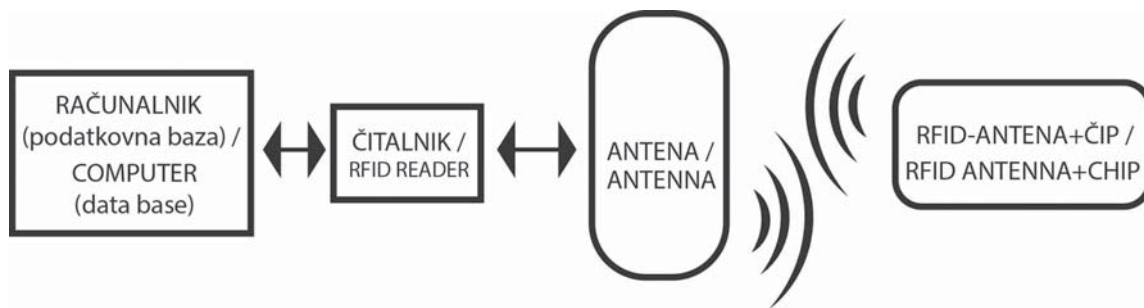 RAČUNALNIK
(podatkovna baza) /
COMPUTER
(data base)
ČITALNIK /
RFID READER
ANTENA /
ANTENNA
RFID-ANTENA+ČIP /
RFID ANTENNA+CHIP